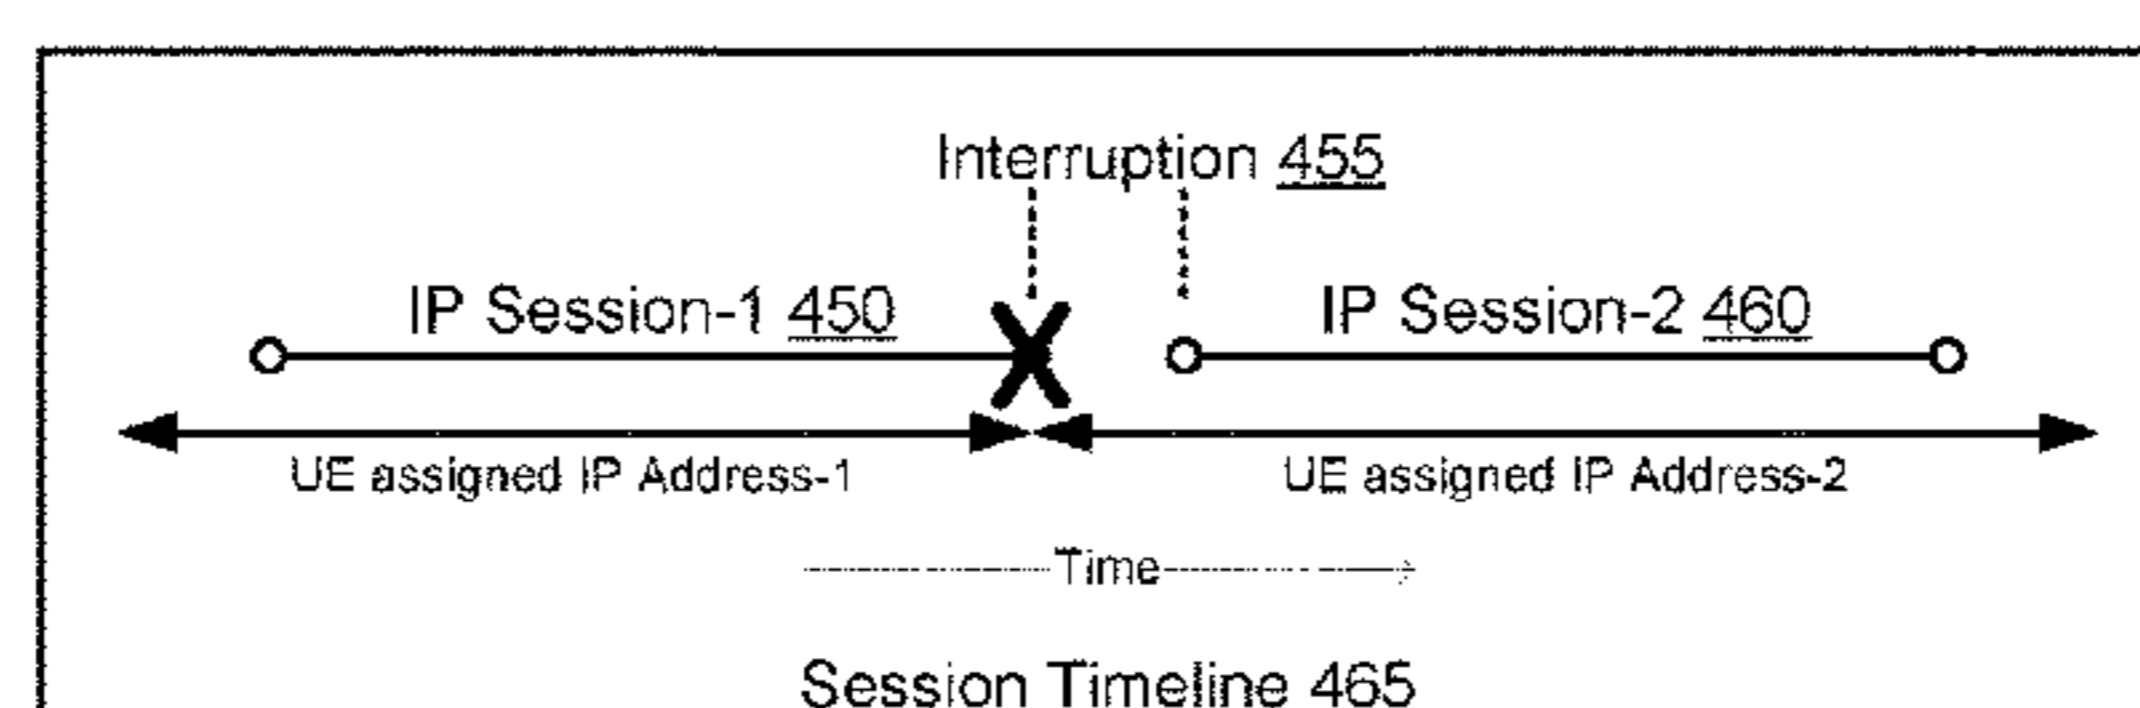 Interruption 455
IP Session-1 450
IP Session-2 460
UE assigned IP Address-1
UE assigned IP Address-2
Time
Session Timeline 465